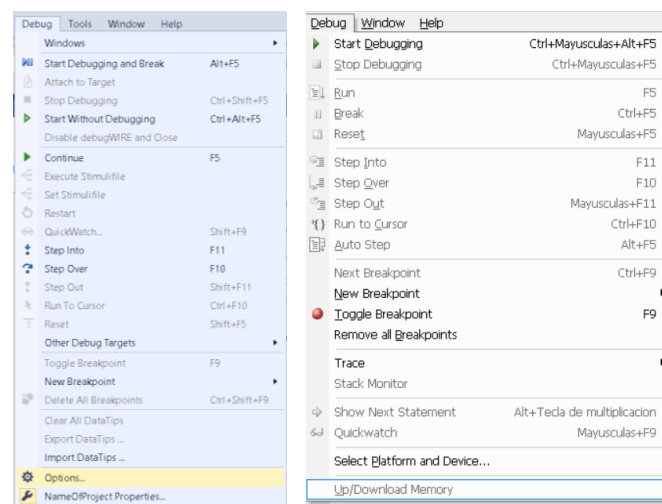 Debug Tools Window Help
Windows
Start Debugging and Break Alt+F5
Attach to Target
Stop Debugging Ctrl+Shift+F5
Start Without Debugging Ctrl+Alt+F5
Disable debugWIRE and Close
Continue F5
Execute Stimulifile
Set Stimulifile
Restart
QuickWatch... Shift+F9
Step Into F11
Step Over F10
Step Out Shift+F11
Run To Cursor Ctrl+F10
Reset Shift+F5
Other Debug Targets
Toggle Breakpoint F9
New Breakpoint
Delete All Breakpoints Ctrl+Shift+F9
Clear All DataTips
Export DataTips ...
Import DataTips ...
Options...
NameOfProject Properties...
Debug Window Help
Start Debugging Ctrl+Mayusculas+Alt+F5
Stop Debugging Ctrl+Mayusculas+F5
Run F5
Break Ctrl+F5
Reset Mayusculas+F5
Step Into F11
Step Over F10
Step Out Mayusculas+F11
Run to Cursor Ctrl+F10
Auto Step Alt+F5
Next Breakpoint Ctrl+F9
New Breakpoint
Toggle Breakpoint F9
Remove all Breakpoints
Trace
Stack Monitor
Show Next Statement Alt+Tecla de multiplicacion
Quickwatch Mayusculas+F9
Select Platform and Device...
Up/Download Memory